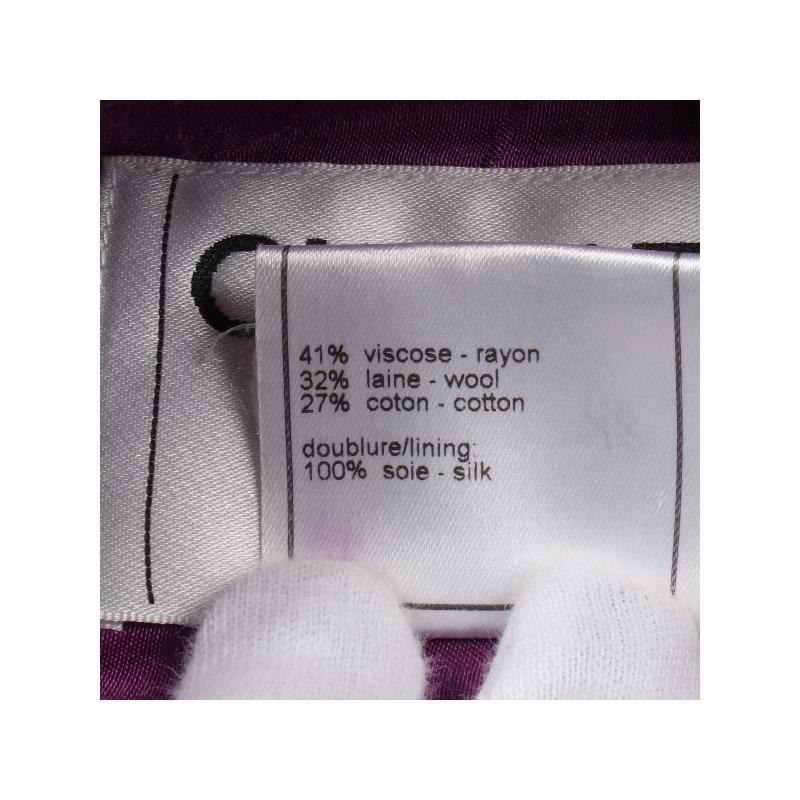 41% viscose - rayon
32% laine - wool
27% coton - cotton
doublure/lining:
100% soie - silk